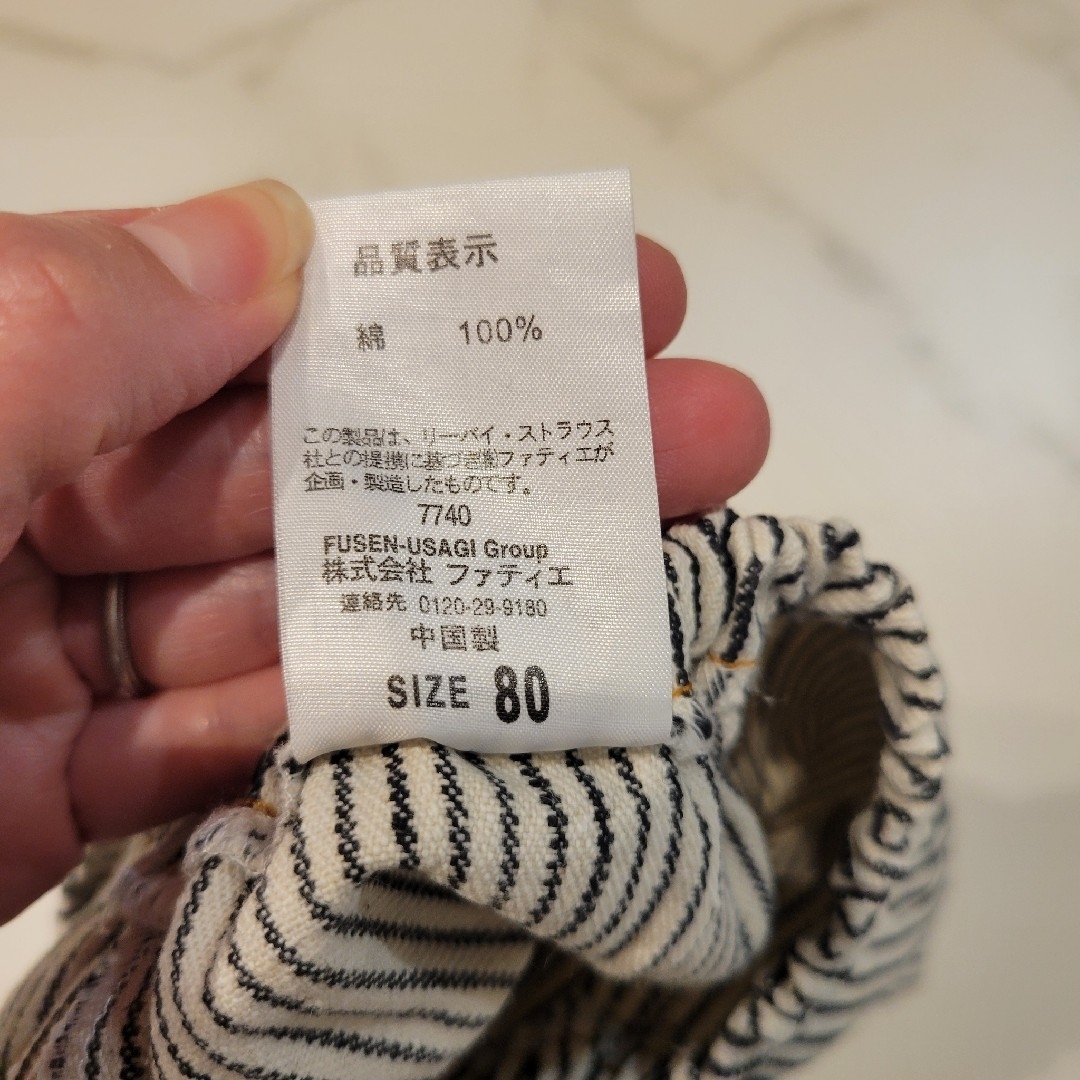 品質表示
綿 100%
この製品は、リーバイ・ストラウス
社との提携に基づき㈱ファティエが
企画・製造したものです。
7740
FUSEN-USAGI Group
株式会社 ファティエ
連絡先 0120-29-9180
中国製
SIZE 80